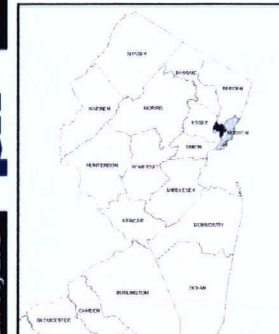 SUSSEX
PASSAIC
BERGEN
WARREN
MORRIS
ESSEX
HUDSON
UNION
HUNTERDON
SOMERSET
MIDDLESEX
MERCER
MONMOUTH
OCEAN
BURLINGTON
CAMDEN
GLOUCESTER